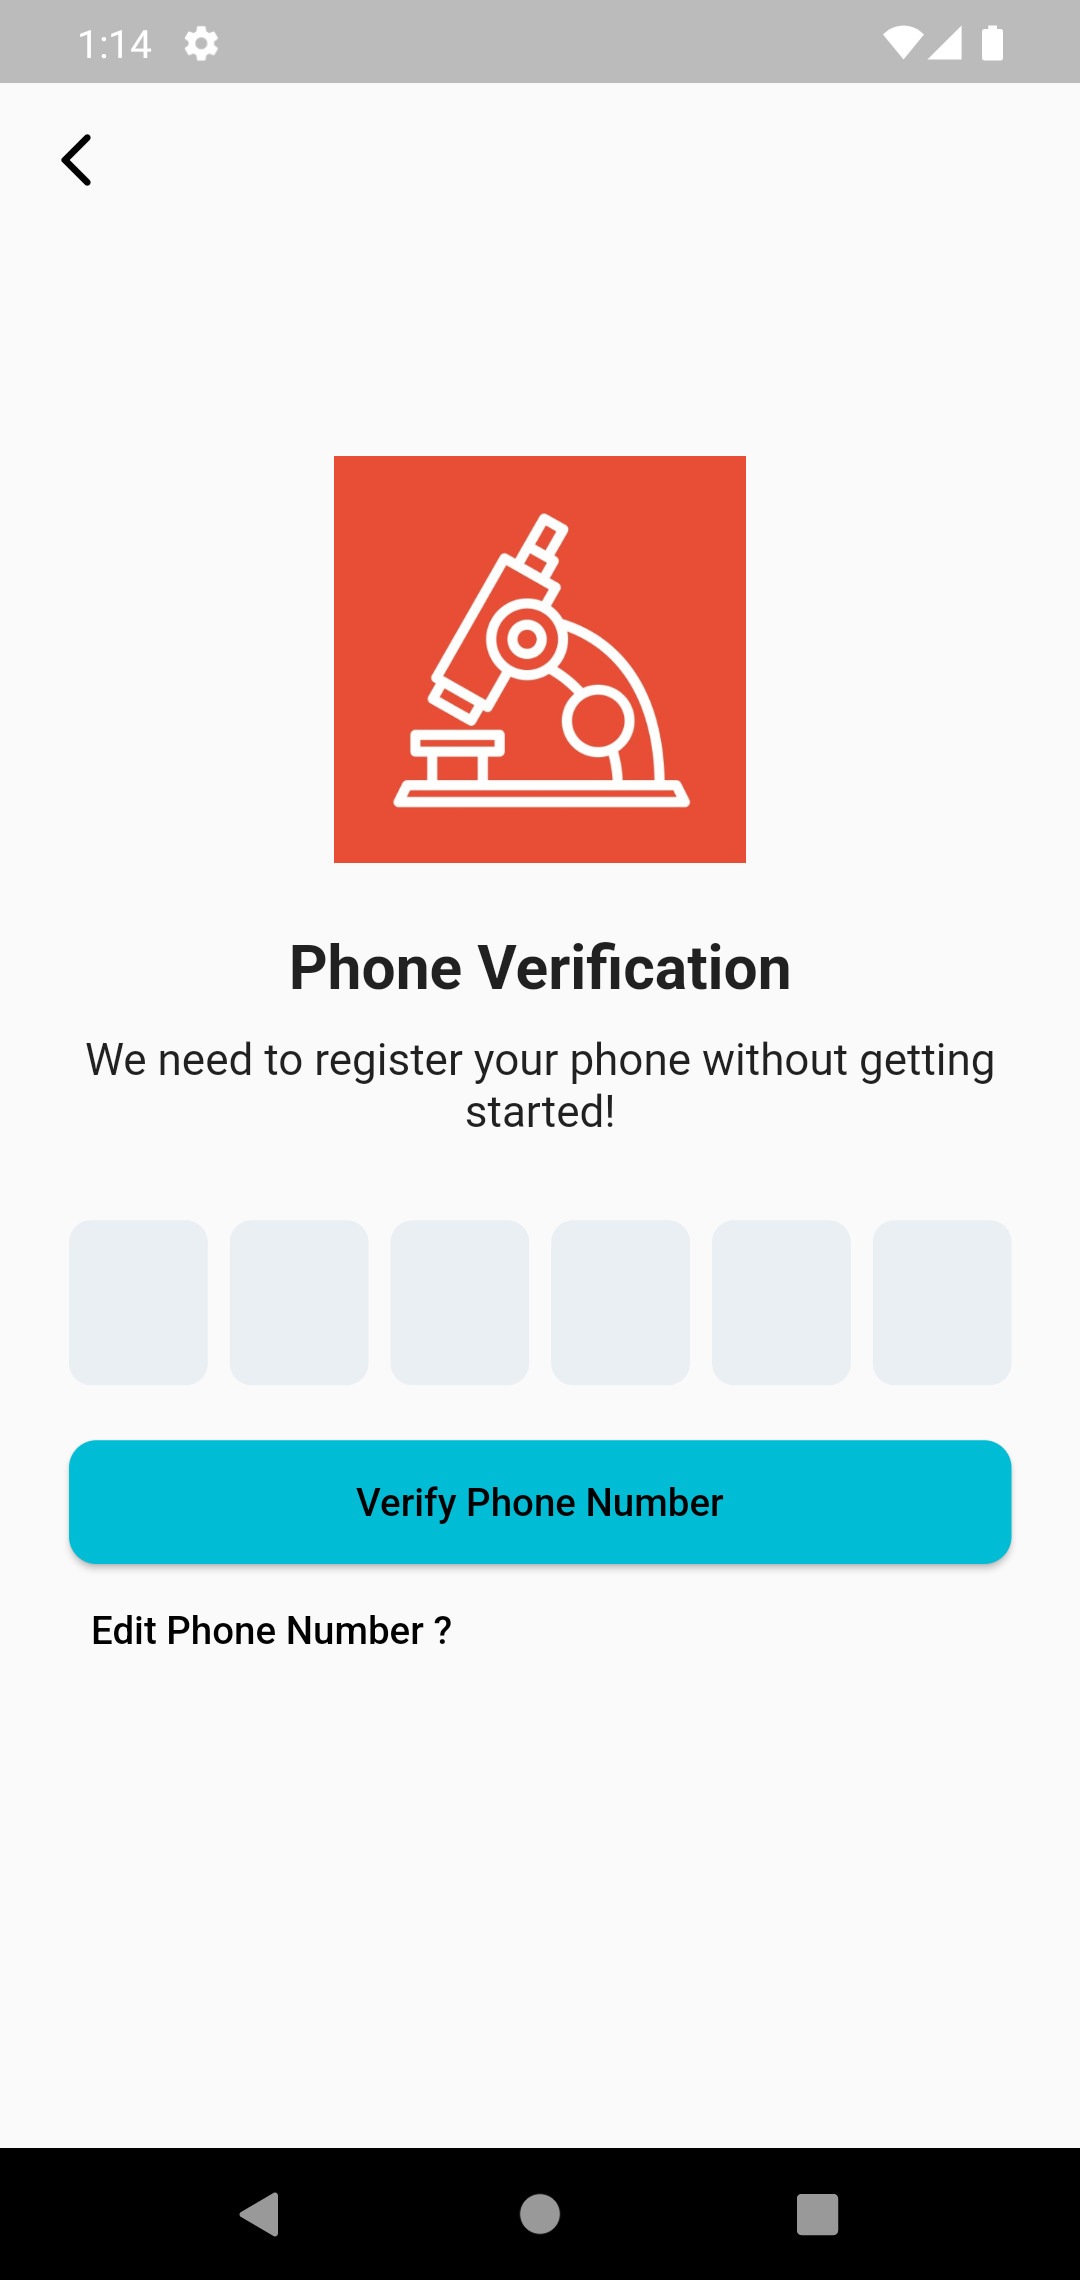 1:14
Phone Verification
We need to register your phone without getting
started!
Verify Phone Number
Edit Phone Number ?